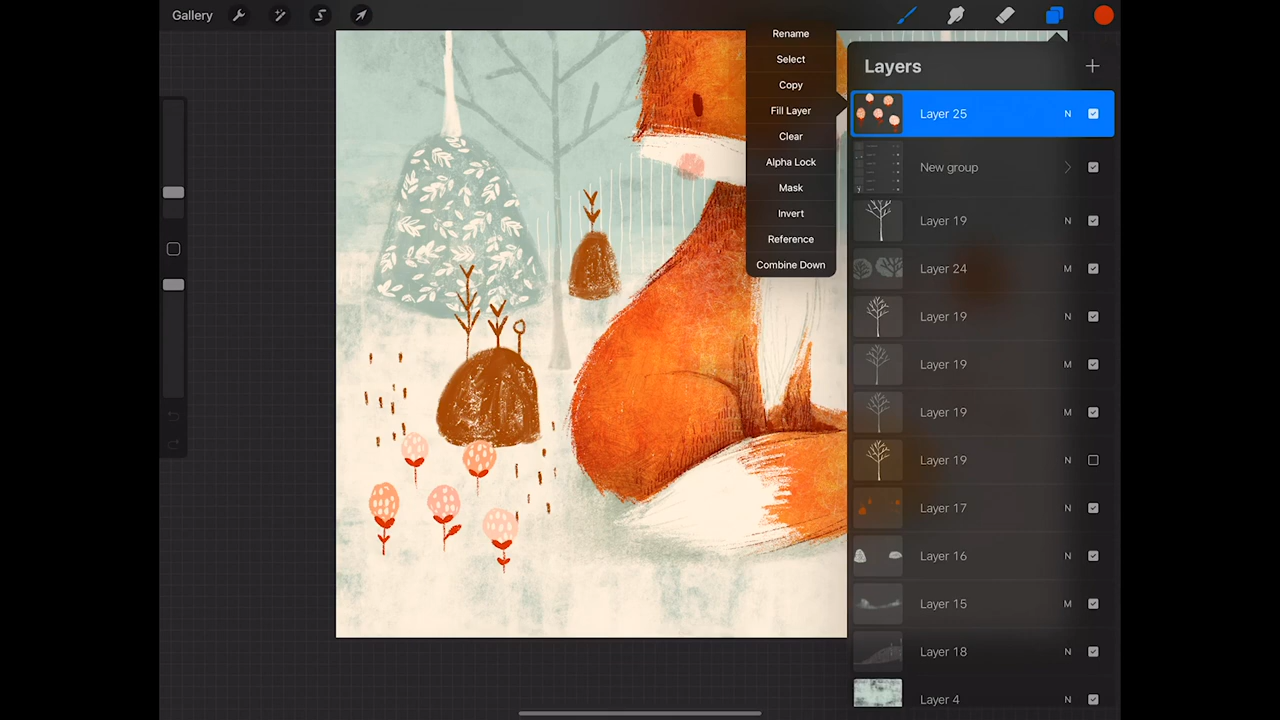 Gallery
Rename
Select
Copy
Fill Layer
Clear
Alpha Lock
Mask
Invert
Reference
Combine Down
Layers
Layer 25 N
New group
Layer 19 N
Layer 24 M
Layer 19 N
Layer 19 M
Layer 19 M
Layer 19 N
Layer 17 N
Layer 16 N
Layer 15 M
Layer 18 N
Layer 4 N